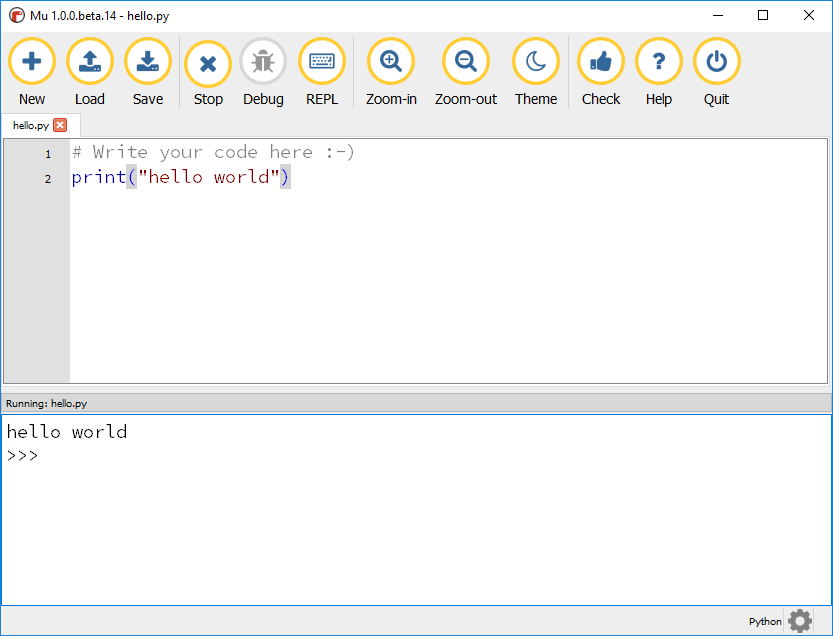 Mu 1.0.0.beta.14 - hello.py
New Load Save Stop Debug REPL Zoom-in Zoom-out Theme Check Help Quit
hello.py
1 # Write your code here :-)
2 print("hello world")
Running: hello.py
hello world
>>>
Python